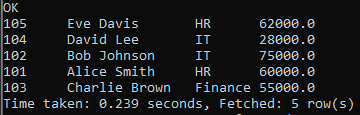 OK
105 Eve Davis HR 62000.0
104 David Lee IT 28000.0
102 Bob Johnson IT 75000.0
101 Alice Smith HR 60000.0
103 Charlie Brown Finance 55000.0
Time taken: 0.239 seconds, Fetched: 5 row(s)